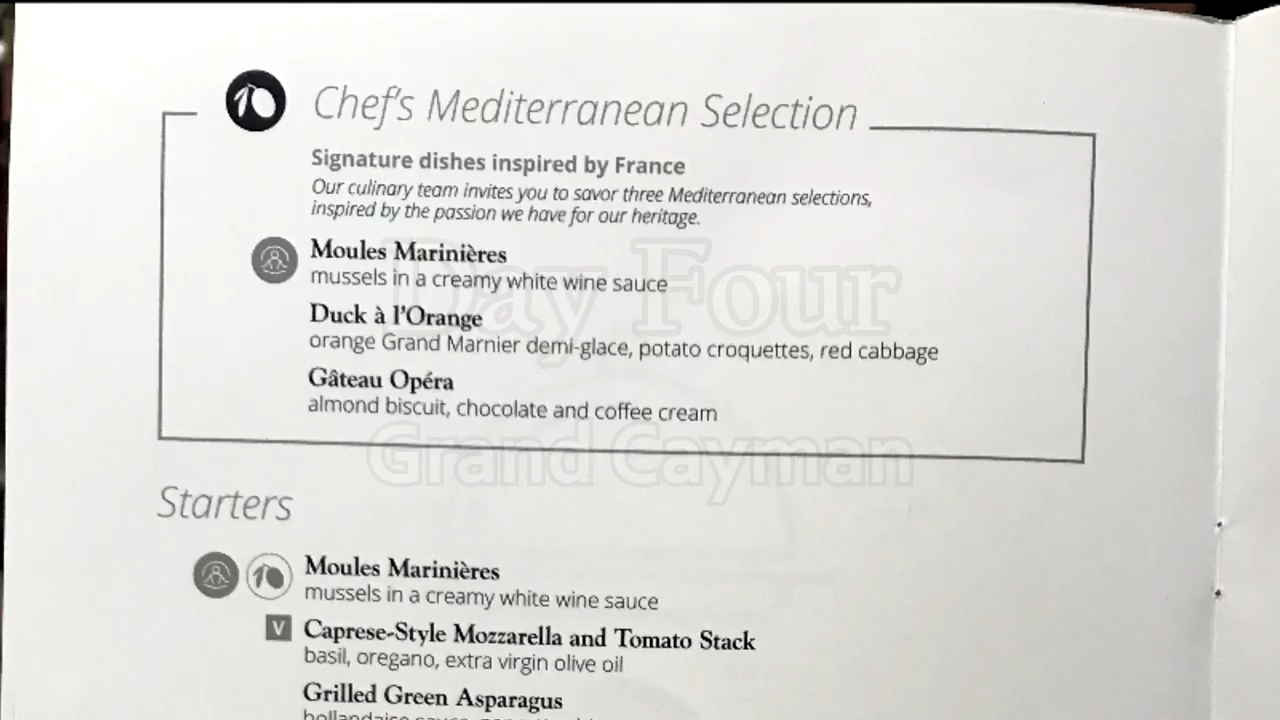 Chef's Mediterranean Selection
Signature dishes inspired by France
Our culinary team invites you to savor three Mediterranean selections,
inspired by the passion we have for our heritage.
Moules Marinières
mussels in a creamy white wine sauce
Day Four
Duck à l'Orange
orange Grand Marnier demi-glace, potato croquettes, red cabbage
Gâteau Opéra
almond biscuit, chocolate and coffee cream
Grand Cayman
Starters
Moules Marinières
mussels in a creamy white wine sauce
V Caprese-Style Mozzarella and Tomato Stack
basil, oregano, extra virgin olive oil
Grilled Green Asparagus
hollandaise sauce,